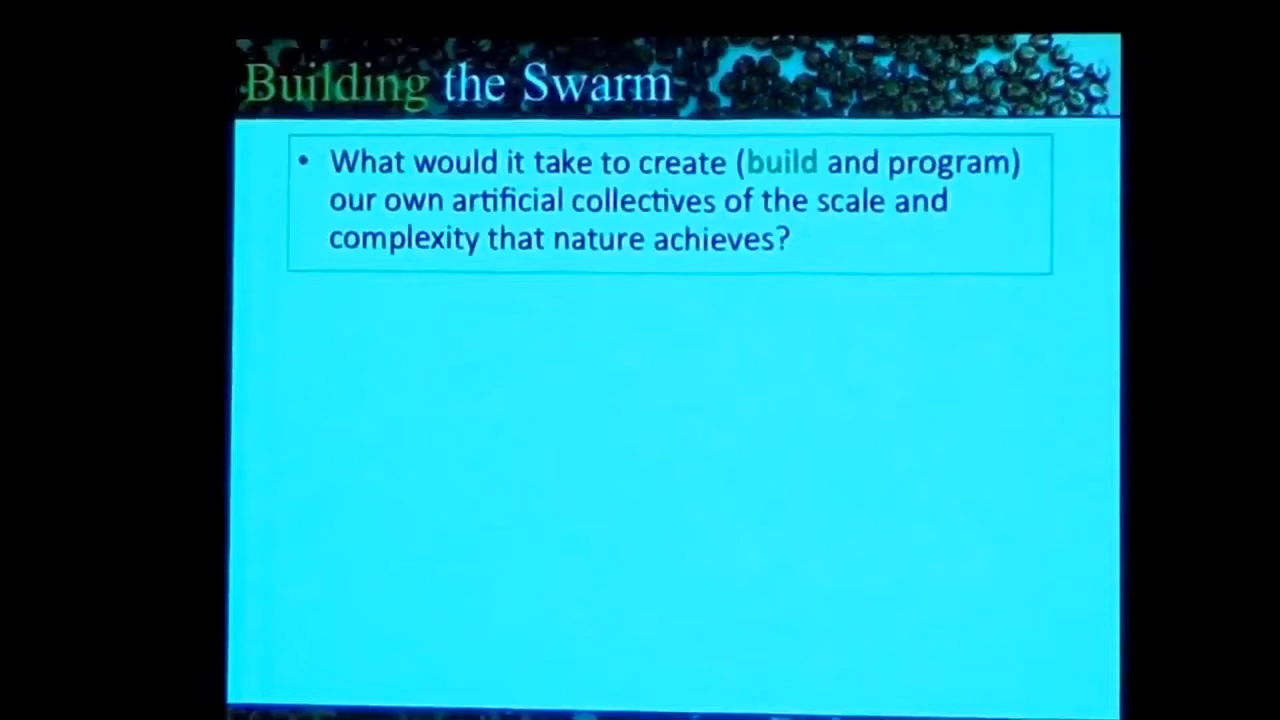 Building the Swarm
• What would it take to create (build and program)
our own artificial collectives of the scale and
complexity that nature achieves?